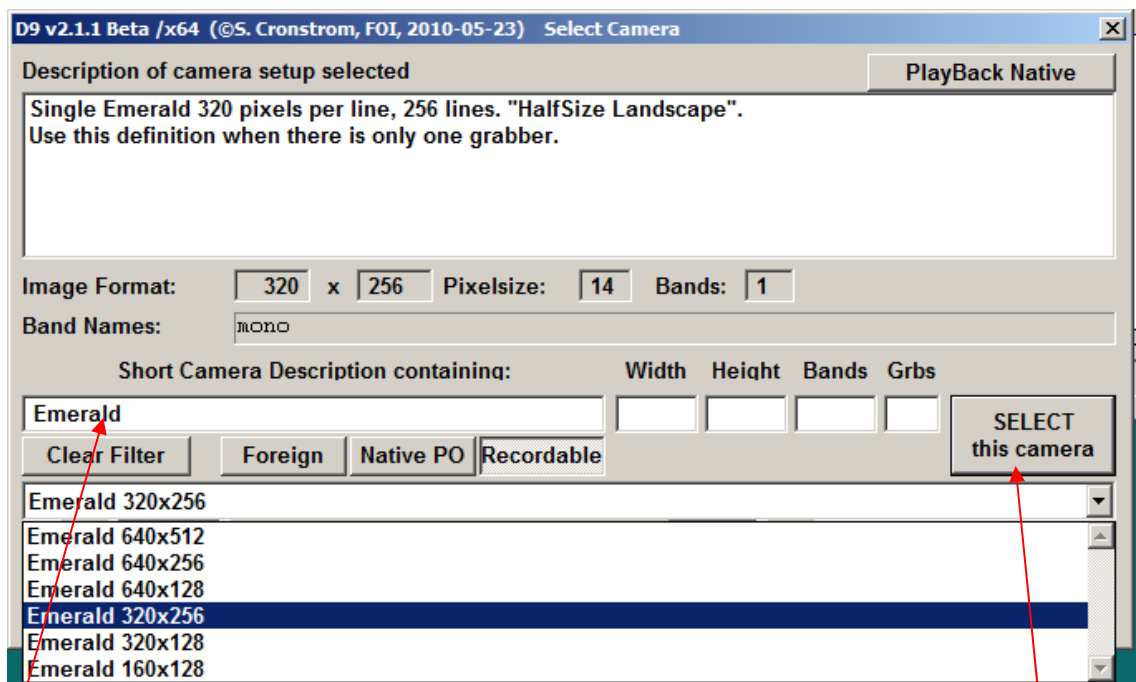 D9 v2.1.1 Beta /x64 (©S. Cronstrom, FOI, 2010-05-23) Select Camera
Description of camera setup selected
PlayBack Native
Single Emerald 320 pixels per line, 256 lines. "HalfSize Landscape".
Use this definition when there is only one grabber.
Image Format: 320 x 256 Pixelsize: 14 Bands: 1
Band Names: mono
Short Camera Description containing: Width Height Bands Grbs
Emerald
SELECT
this camera
Clear Filter Foreign Native PO Recordable
Emerald 320x256
Emerald 640x512
Emerald 640x256
Emerald 640x128
Emerald 320x256
Emerald 320x128
Emerald 160x128